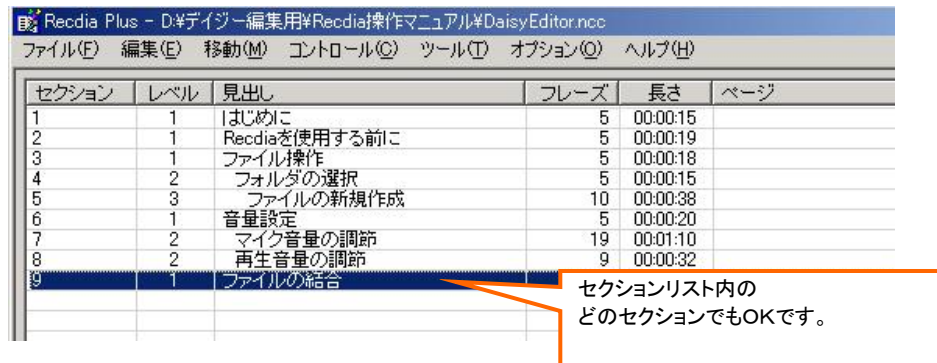 Recdia Plus - D:¥デイジー編集用¥Recdia操作マニュアル¥DaisyEditor.ncc
ファイル(F) 編集(E) 移動(M) コントロール(C) ツール(T) オプション(O) ヘルプ(H)
セクション レベル 見出し フレーズ 長さ ページ
1 1 はじめに 5 00:00:15
2 1 Recdiaを使用する前に 5 00:00:19
3 1 ファイル操作 5 00:00:18
4 2 フォルダの選択 5 00:00:15
5 3 ファイルの新規作成 10 00:00:38
6 1 音量設定 5 00:00:20
7 2 マイク音量の調節 19 00:01:10
8 2 再生音量の調節 9 00:00:32
9 1 ファイルの結合
セクションリスト内の
どのセクションでもOKです。